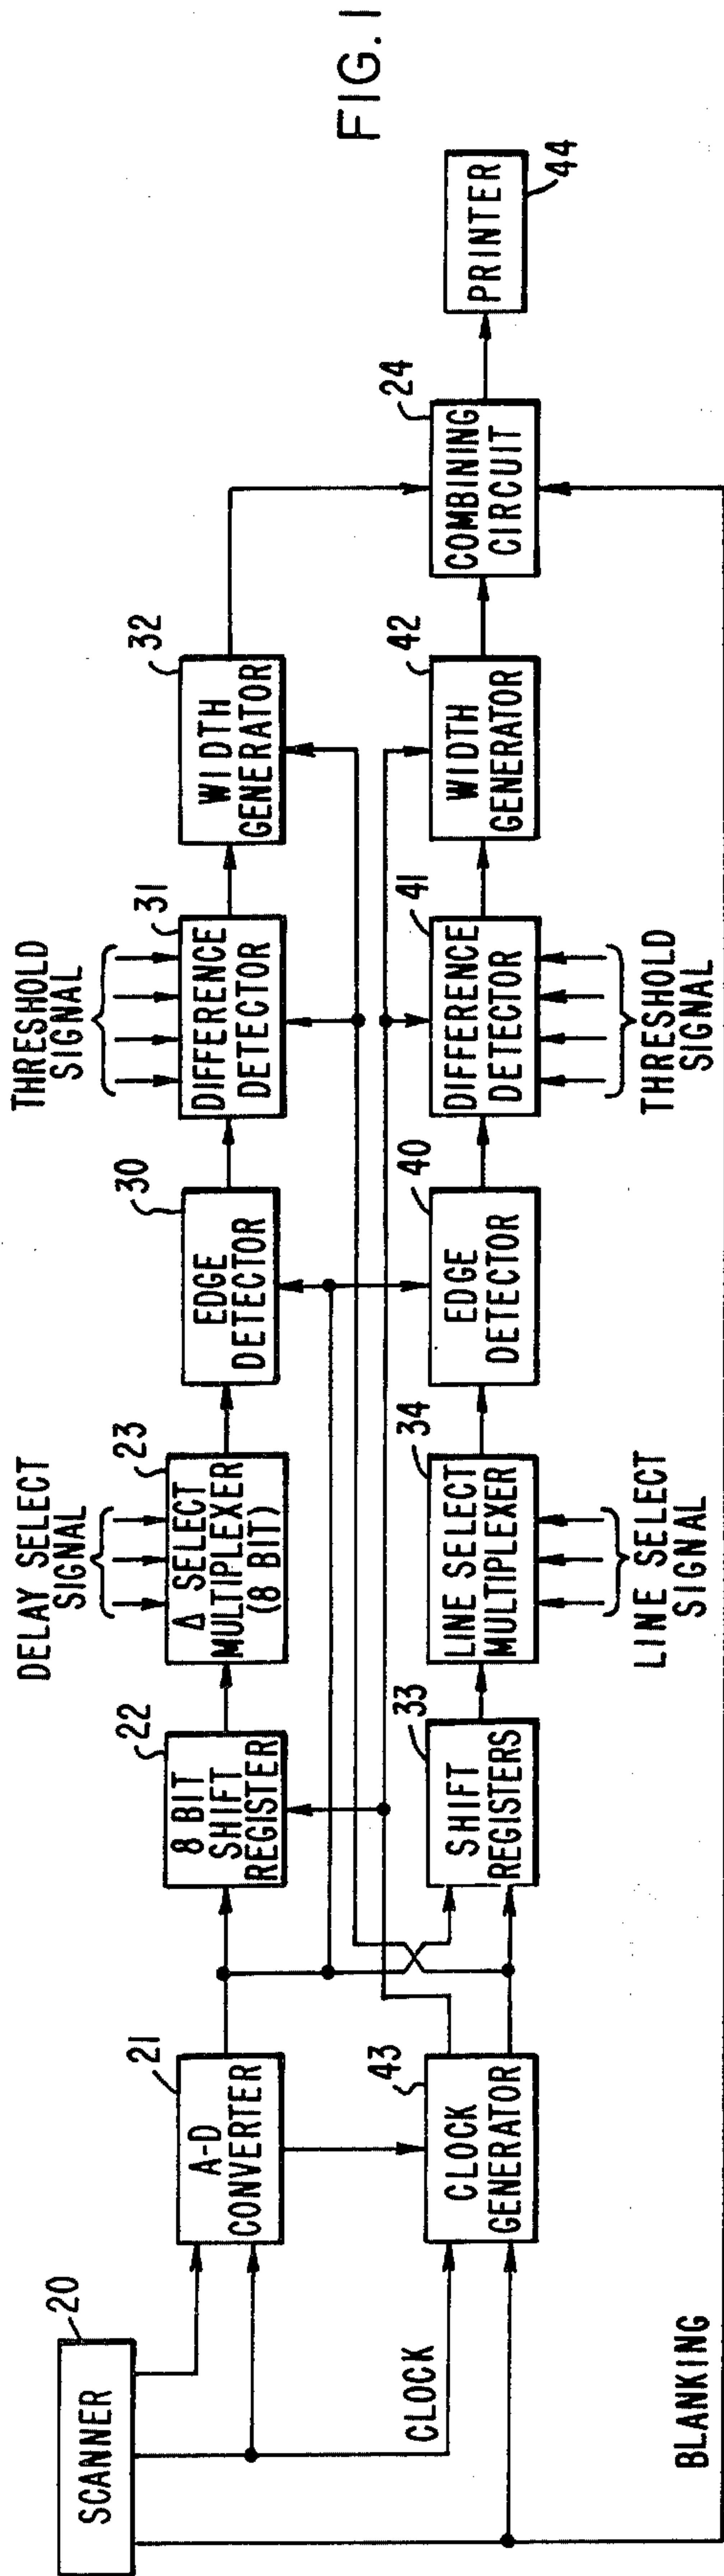 FIG. 1
20
SCANNER
CLOCK
BLANKING
21
A-D
CONVERTER
43
CLOCK
GENERATOR
22
8 BIT
SHIFT
REGISTER
33
SHIFT
REGISTERS
DELAY SELECT
SIGNAL
23
Δ SELECT
MULTIPLEXER
(8 BIT)
34
LINE SELECT
MULTIPLEXER
LINE SELECT
SIGNAL
30
EDGE
DETECTOR
40
EDGE
DETECTOR
THRESHOLD
SIGNAL
31
DIFFERENCE
DETECTOR
41
DIFFERENCE
DETECTOR
THRESHOLD
SIGNAL
32
WIDTH
GENERATOR
42
WIDTH
GENERATOR
24
COMBINING
CIRCUIT
PRINTER
44